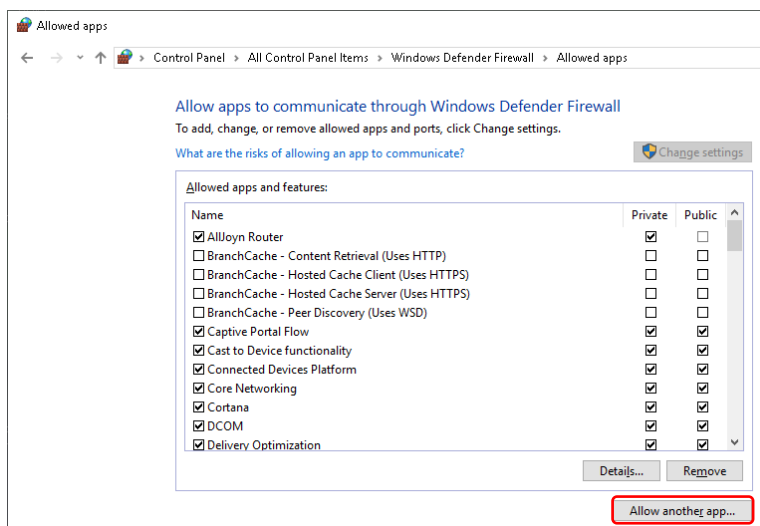 Allowed apps
Control Panel > All Control Panel Items > Windows Defender Firewall > Allowed apps
Allow apps to communicate through Windows Defender Firewall
To add, change, or remove allowed apps and ports, click Change settings.
What are the risks of allowing an app to communicate?
Change settings
Allowed apps and features:
Name Private Public
AllJoyn Router
BranchCache - Content Retrieval (Uses HTTP)
BranchCache - Hosted Cache Client (Uses HTTPS)
BranchCache - Hosted Cache Server (Uses HTTPS)
BranchCache - Peer Discovery (Uses WSD)
Captive Portal Flow
Cast to Device functionality
Connected Devices Platform
Core Networking
Cortana
DCOM
Delivery Optimization
Details... Remove
Allow another app...